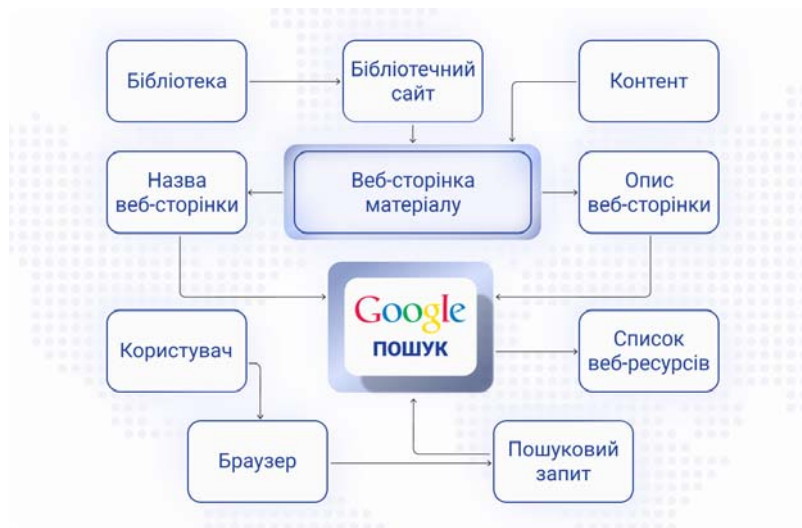 Бібліотека
Бібліотечний
сайт
Контент
Назва
веб-сторінки
Веб-сторінка
матеріалу
Опис
веб-сторінки
Google
ПОШУК
Користувач
Список
веб-ресурсів
Браузер
Пошуковий
запит